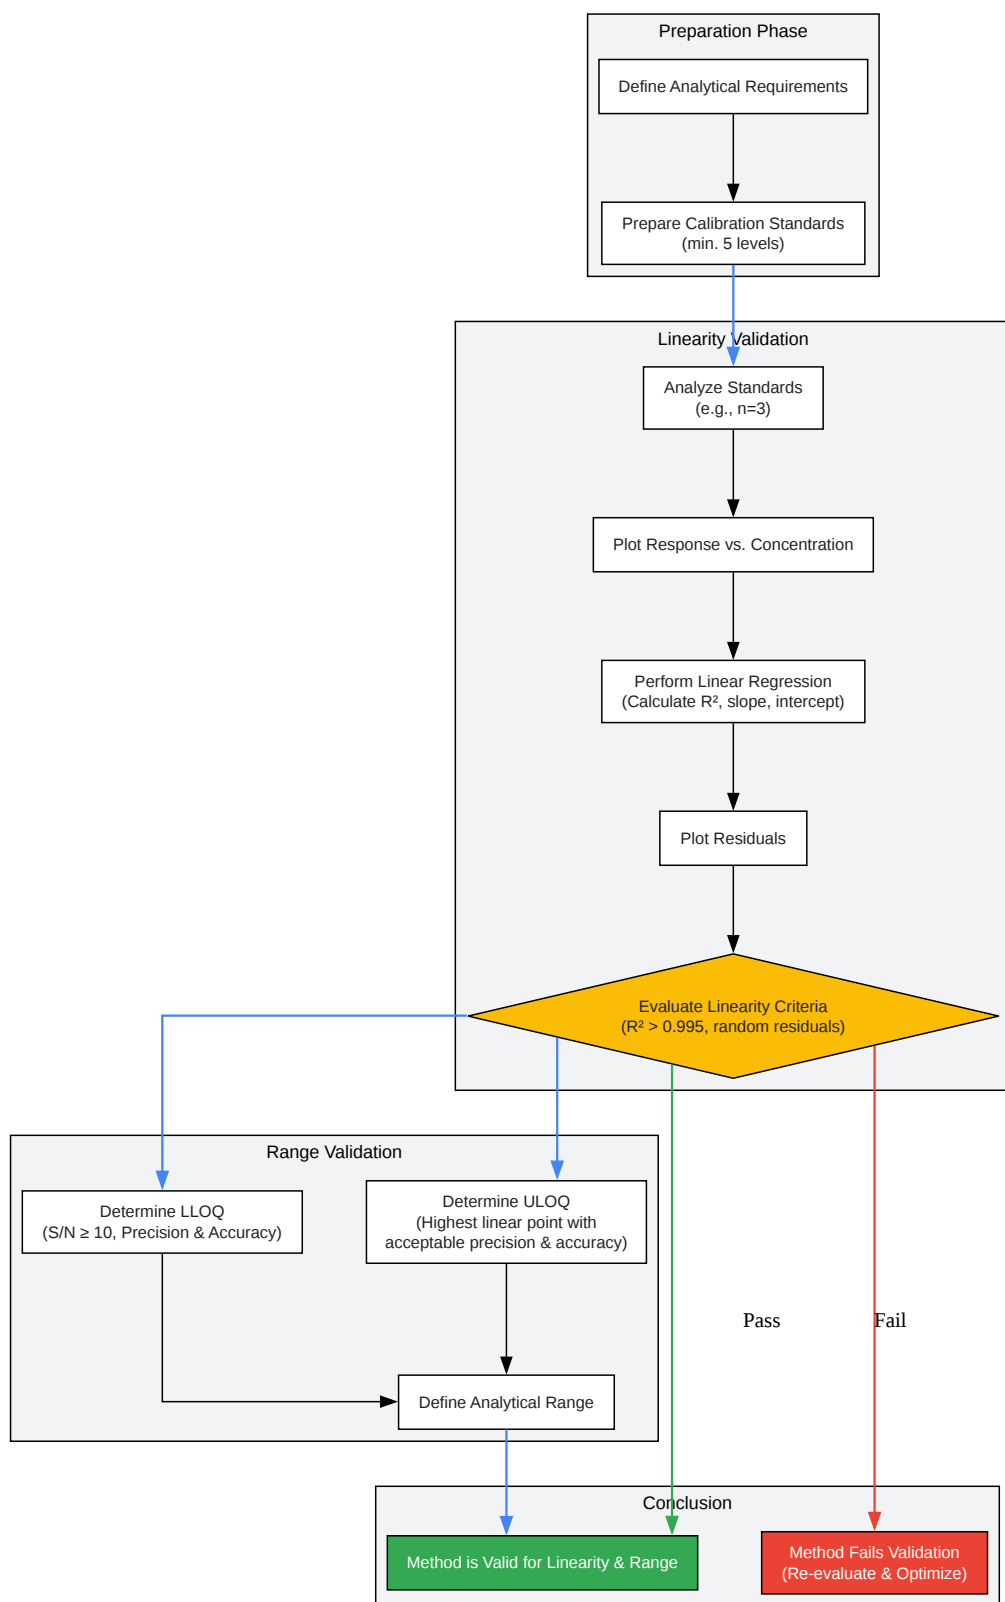 Preparation Phase
Define Analytical Requirements
Prepare Calibration Standards
(min. 5 levels)
Linearity Validation
Analyze Standards
(e.g., n=3)
Plot Response vs. Concentration
Perform Linear Regression
(Calculate R², slope, intercept)
Plot Residuals
Evaluate Linearity Criteria
(R² > 0.995, random residuals)
Range Validation
Determine LLOQ
(S/N ≥ 10, Precision & Accuracy)
Determine ULOQ
(Highest linear point with
acceptable precision & accuracy)
Pass
Fail
Define Analytical Range
Conclusion
Method is Valid for Linearity & Range
Method Fails Validation
(Re-evaluate & Optimize)